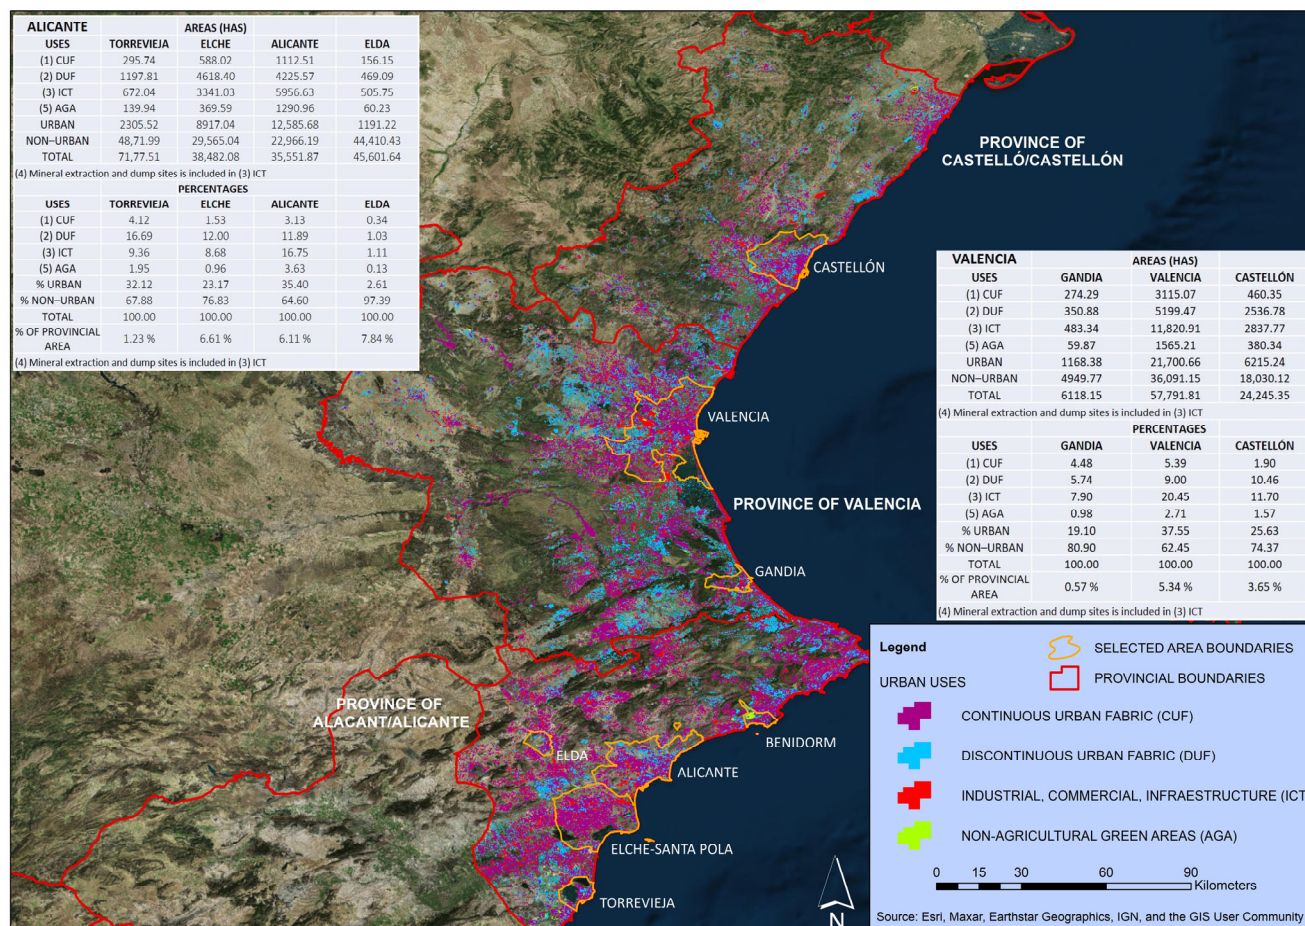 ALICANTE AREAS (HAS)
USES TORREVIEJA ELCHE ALICANTE ELDA
(1) CUF 295.74 588.02 1112.51 156.15
(2) DUF 1197.81 4618.40 4225.57 469.09
(3) ICT 672.04 3341.03 5956.63 505.75
(5) AGA 139.94 369.59 1290.96 60.23
URBAN 2305.52 8917.04 12,585.68 1191.22
NON–URBAN 48,71.99 29,565.04 22,966.19 44,410.43
TOTAL 71,77.51 38,482.08 35,551.87 45,601.64
(4) Mineral extraction and dump sites is included in (3) ICT
PERCENTAGES
USES TORREVIEJA ELCHE ALICANTE ELDA
(1) CUF 4.12 1.53 3.13 0.34
(2) DUF 16.69 12.00 11.89 1.03
(3) ICT 9.36 8.68 16.75 1.11
(5) AGA 1.95 0.96 3.63 0.13
% URBAN 32.12 23.17 35.40 2.61
% NON–URBAN 67.88 76.83 64.60 97.39
TOTAL 100.00 100.00 100.00 100.00
% OF PROVINCIAL
AREA 1.23 % 6.61 % 6.11 % 7.84 %
(4) Mineral extraction and dump sites is included in (3) ICT
PROVINCE OF
CASTELLÓ/CASTELLÓN
CASTELLÓN
VALENCIA
PROVINCE OF VALENCIA
GANDIA
PROVINCE OF
ALACANT/ALICANTE
BENIDORM
ELDA
ALICANTE
ELCHE-SANTA POLA
TORREVIEJA
VALENCIA AREAS (HAS)
USES GANDIA VALENCIA CASTELLÓN
(1) CUF 274.29 3115.07 460.35
(2) DUF 350.88 5199.47 2536.78
(3) ICT 483.34 11,820.91 2837.77
(5) AGA 59.87 1565.21 380.34
URBAN 1168.38 21,700.66 6215.24
NON–URBAN 4949.77 36,091.15 18,030.12
TOTAL 6118.15 57,791.81 24,245.35
(4) Mineral extraction and dump sites is included in (3) ICT
PERCENTAGES
USES GANDIA VALENCIA CASTELLÓN
(1) CUF 4.48 5.39 1.90
(2) DUF 5.74 9.00 10.46
(3) ICT 7.90 20.45 11.70
(5) AGA 0.98 2.71 1.57
% URBAN 19.10 37.55 25.63
% NON–URBAN 80.90 62.45 74.37
TOTAL 100.00 100.00 100.00
% OF PROVINCIAL
AREA 0.57 % 5.34 % 3.65 %
(4) Mineral extraction and dump sites is included in (3) ICT
Legend
SELECTED AREA BOUNDARIES
PROVINCIAL BOUNDARIES
URBAN USES
CONTINUOUS URBAN FABRIC (CUF)
DISCONTINUOUS URBAN FABRIC (DUF)
INDUSTRIAL, COMMERCIAL, INFRAESTRUCTURE (ICT
NON-AGRICULTURAL GREEN AREAS (AGA)
0 15 30 60 90
Kilometers
N
Source: Esri, Maxar, Earthstar Geographics, IGN, and the GIS User Community